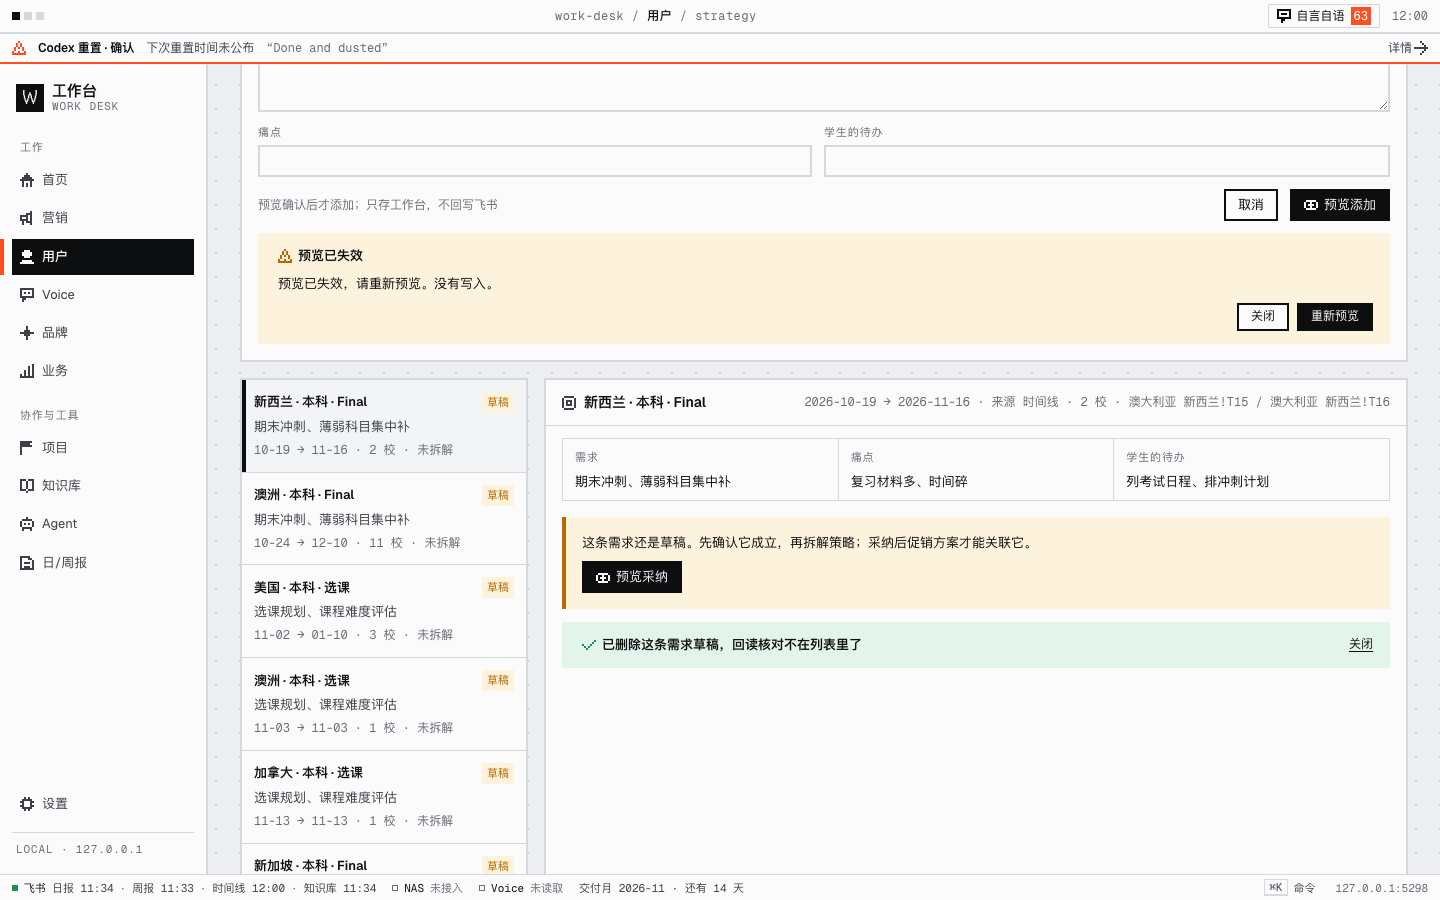 work-desk / 用户 / strategy
自言自语 63
12:00
Codex 重置·确认 下次重置时间未公布 “Done and dusted”
详情
W
工作台
WORK DESK
工作
首页
营销
用户
Voice
品牌
业务
协作与工具
项目
知识库
Agent
日/周报
设置
LOCAL · 127.0.0.1
痛点
学生的待办
预览确认后才添加；只存工作台，不回写飞书
取消
预览添加
预览已失效
预览已失效，请重新预览。没有写入。
关闭
重新预览
新西兰·本科·Final 草稿
期末冲刺、薄弱科目集中补
10-19 → 11-16 · 2 校 · 未拆解
澳洲·本科·Final 草稿
期末冲刺、薄弱科目集中补
10-24 → 12-10 · 11 校 · 未拆解
美国·本科·选课 草稿
选课规划、课程难度评估
11-02 → 01-10 · 3 校 · 未拆解
澳洲·本科·选课 草稿
选课规划、课程难度评估
11-03 → 11-03 · 1 校 · 未拆解
加拿大·本科·选课 草稿
选课规划、课程难度评估
11-13 → 11-13 · 1 校 · 未拆解
新加坡·本科·Final 草稿
新西兰·本科·Final
2026-10-19 → 2026-11-16 · 来源 时间线 · 2 校 · 澳大利亚 新西兰!T15 / 澳大利亚 新西兰!T16
需求
期末冲刺、薄弱科目集中补
痛点
复习材料多、时间碎
学生的待办
列考试日程、排冲刺计划
这条需求还是草稿。先确认它成立，再拆解策略；采纳后促销方案才能关联它。
预览采纳
已删除这条需求草稿，回读核对不在列表里了
关闭
飞书 日报 11:34 · 周报 11:33 · 时间线 12:00 · 知识库 11:34
NAS 未接入
Voice 未读取
交付月 2026-11 · 还有 14 天
⌘K 命令
127.0.0.1:5298